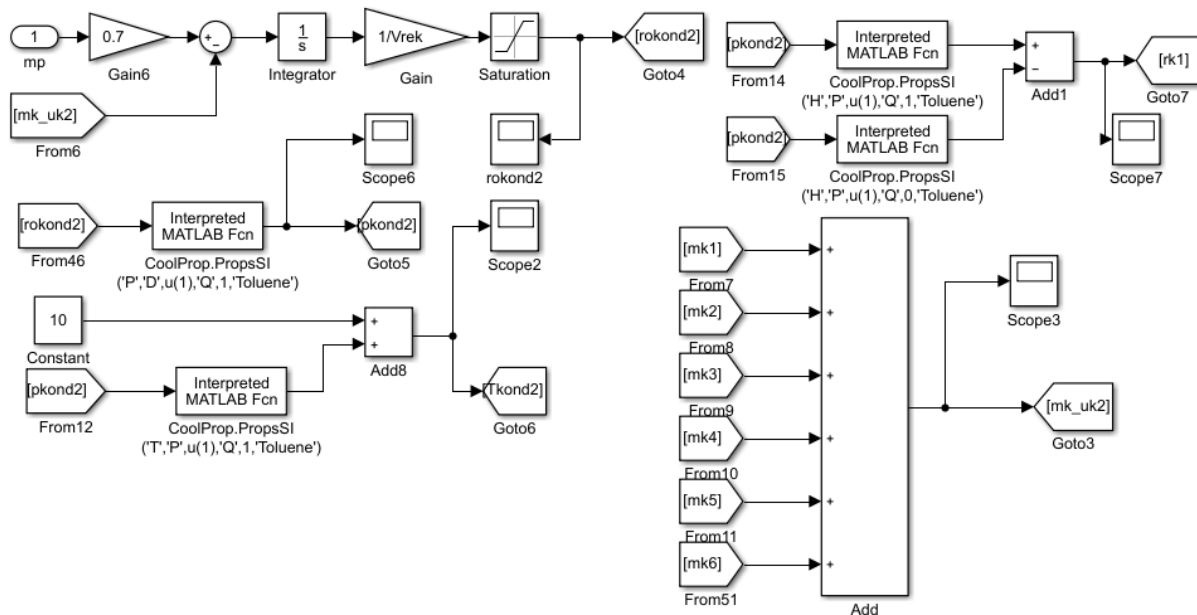 1
mp
0.7
Gain6
+
−
1
s
Integrator
1/Vrek
Gain
Saturation
[rokond2]
Goto4
[mk_uk2]
From6
Scope6
rokond2
[rokond2]
From46
Interpreted
MATLAB Fcn
CoolProp.PropsSI
('P','D',u(1),'Q',1,'Toluene')
[pkond2]
Goto5
Scope2
10
Constant
+
+
Add8
[pkond2]
From12
Interpreted
MATLAB Fcn
CoolProp.PropsSI
('T','P',u(1),'Q',1,'Toluene')
[Tkond2]
Goto6
[pkond2]
From14
Interpreted
MATLAB Fcn
CoolProp.PropsSI
('H','P',u(1),'Q',1,'Toluene')
+
−
Add1
[rk1]
Goto7
[pkond2]
From15
Interpreted
MATLAB Fcn
CoolProp.PropsSI
('H','P',u(1),'Q',0,'Toluene')
Scope7
[mk1]
+
From7
[mk2]
+
From8
[mk3]
+
From9
[mk4]
+
From10
[mk5]
+
From11
[mk6]
+
From51
Add
Scope3
[mk_uk2]
Goto3